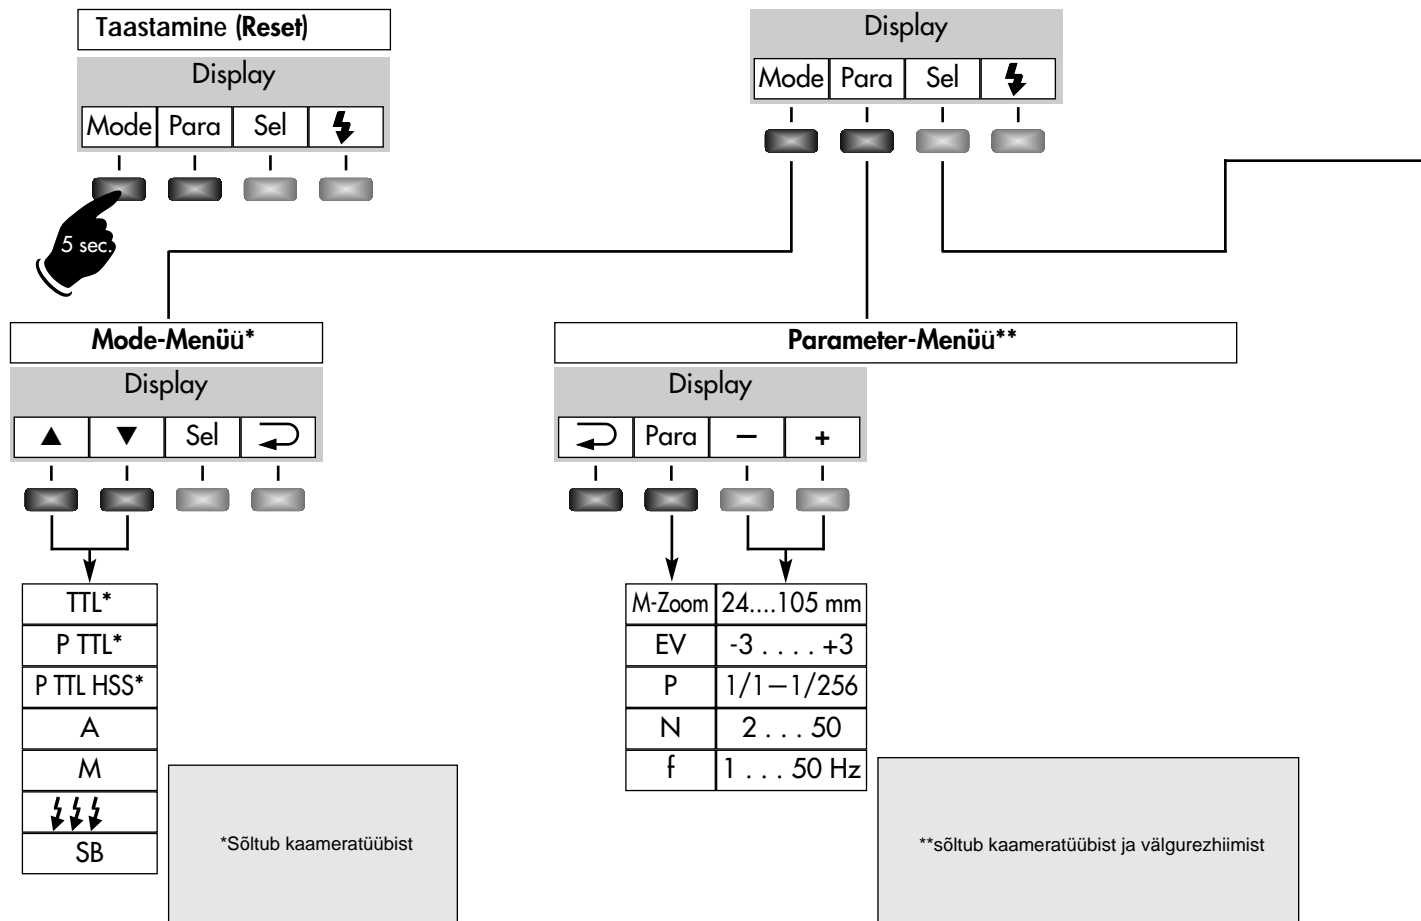 Taastamine (Reset)
Display
Mode Para Sel
5 sec.
Display
Mode Para Sel
Mode-Menüü*
Display
▲ ▼ Sel
TTL*
P TTL*
P TTL HSS*
A
M
SB
*Sõltub kaameratüübist
Parameter-Menüü**
Display
Para − +
M-Zoom 24....105 mm
EV -3 . . . . +3
P 1/1−1/256
N 2 . . . 50
f 1 . . . 50 Hz
**sõltub kaameratüübist ja välgurezhiimist